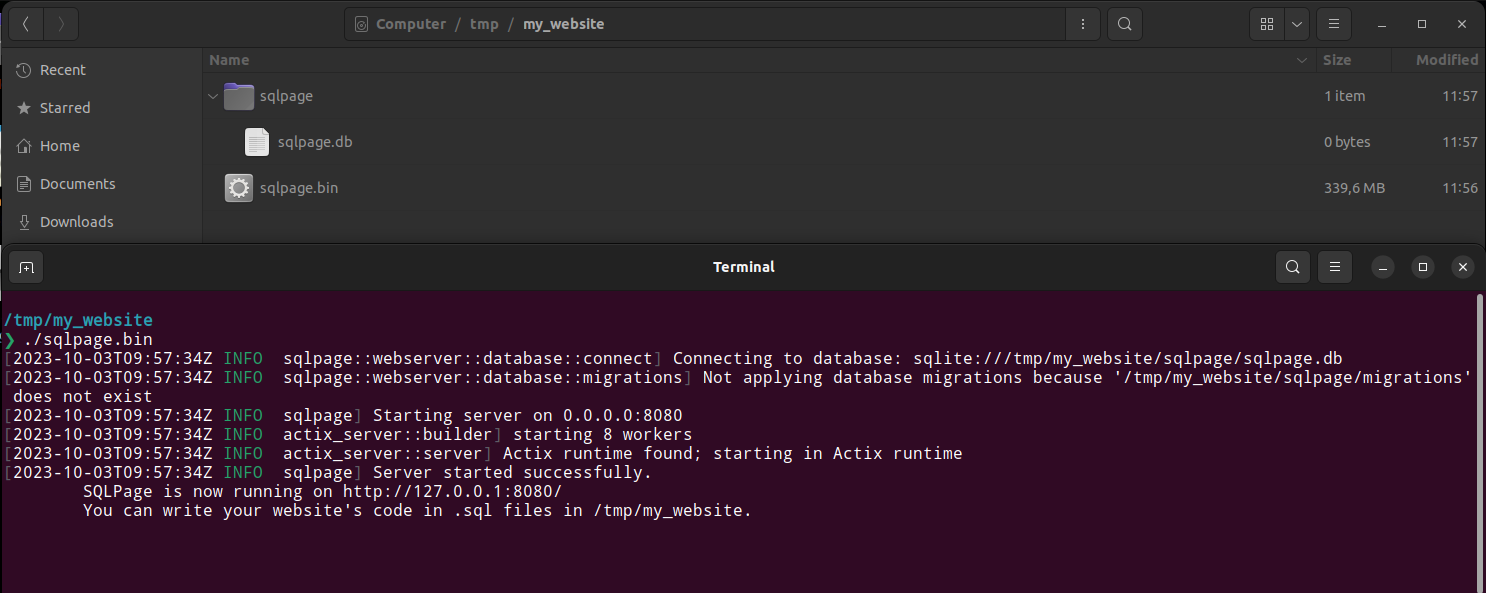 Computer / tmp / my_website
Name Size Modified
Recent
Starred
Home
Documents
Downloads
sqlpage 1 item 11:57
sqlpage.db 0 bytes 11:57
sqlpage.bin 339,6 MB 11:56
Terminal
/tmp/my_website
❯ ./sqlpage.bin
[2023-10-03T09:57:34Z INFO  sqlpage::webserver::database::connect] Connecting to database: sqlite:///tmp/my_website/sqlpage/sqlpage.db
[2023-10-03T09:57:34Z INFO  sqlpage::webserver::database::migrations] Not applying database migrations because '/tmp/my_website/sqlpage/migrations'
does not exist
[2023-10-03T09:57:34Z INFO  sqlpage] Starting server on 0.0.0.0:8080
[2023-10-03T09:57:34Z INFO  actix_server::builder] starting 8 workers
[2023-10-03T09:57:34Z INFO  actix_server::server] Actix runtime found; starting in Actix runtime
[2023-10-03T09:57:34Z INFO  sqlpage] Server started successfully.
SQLPage is now running on http://127.0.0.1:8080/
You can write your website's code in .sql files in /tmp/my_website.